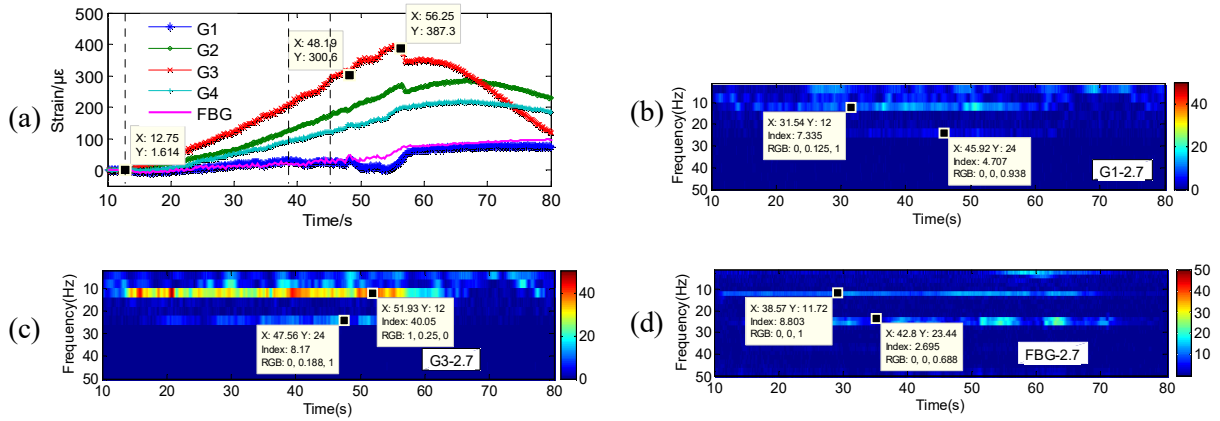 (a)
Strain/με
500
400
300
200
100
0
G1
G2
G3
G4
FBG
X: 12.75
Y: 1.614
X: 48.19
Y: 300.6
X: 56.25
Y: 387.3
10 20 30 40 50 60 70 80
Time/s
(b)
Frequency(Hz)
10
20
30
40
50
X: 31.54 Y: 12
Index: 7.335
RGB: 0, 0.125, 1
X: 45.92 Y: 24
Index: 4.707
RGB: 0, 0, 0.938
G1-2.7
10 20 30 40 50 60 70 80
Time(s)
40
20
0
(c)
Frequency(Hz)
10
20
30
40
50
X: 47.56 Y: 24
Index: 8.17
RGB: 0, 0.188, 1
X: 51.93 Y: 12
Index: 40.05
RGB: 1, 0.25, 0
G3-2.7
10 20 30 40 50 60 70 80
Time(s)
40
20
0
(d)
Frequency(Hz)
10
20
30
40
50
X: 38.57 Y: 11.72
Index: 8.803
RGB: 0, 0, 1
X: 42.8 Y: 23.44
Index: 2.695
RGB: 0, 0, 0.688
FBG-2.7
10 20 30 40 50 60 70 80
Time(s)
50
40
30
20
10
0